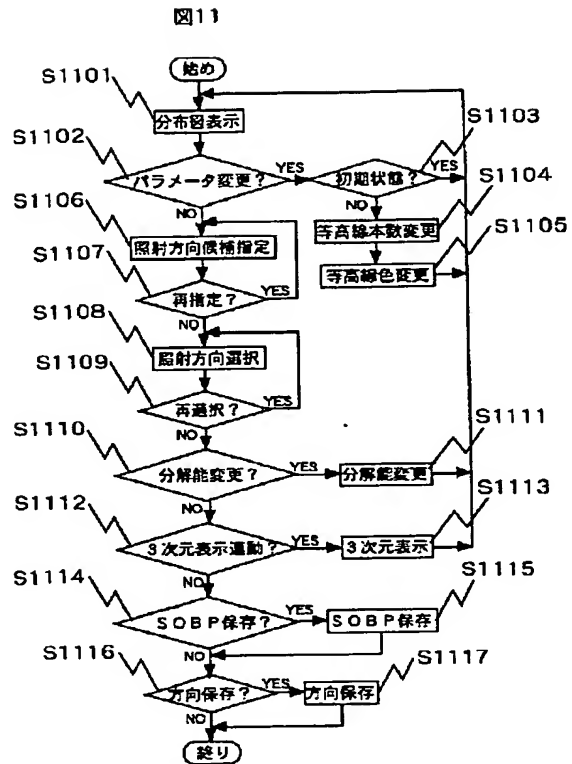 図11
始め
S1101
分布図表示
S1102
パラメータ変更?
YES
NO
S1103
初期状態?
YES
NO
S1104
等高線本数変更
S1105
等高線色変更
S1106
照射方向候補指定
S1107
再指定?
YES
NO
S1108
照射方向選択
S1109
再選択?
YES
NO
S1110
分解能変更?
YES
NO
S1111
分解能変更
S1112
3次元表示連動?
YES
NO
S1113
3次元表示
S1114
SOBP保存?
YES
NO
S1115
SOBP保存
S1116
方向保存?
YES
NO
S1117
方向保存
終り